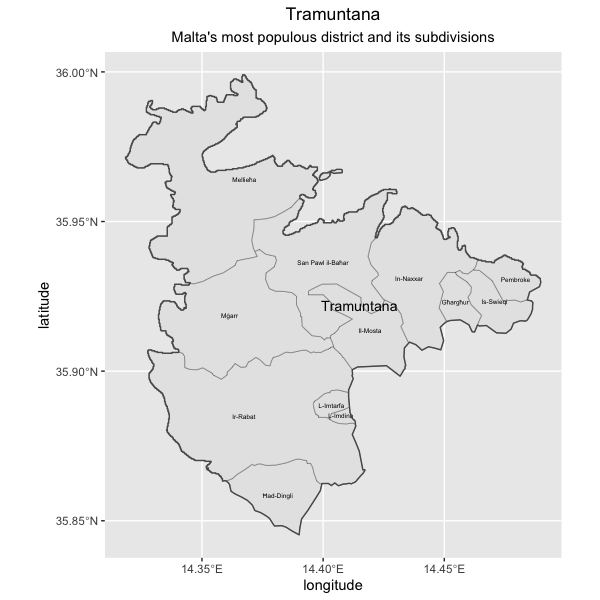 Tramuntana
Malta's most populous district and its subdivisions
36.00°N
35.95°N
35.90°N
35.85°N
latitude
Mellieħa
San Pawl il-Baħar
In-Naxxar
Pembroke
Għargħur
Is-Swieqi
Tramuntana
Mġarr
Il-Mosta
L-Imtarfa
L-Imdina
Ir-Rabat
Ħad-Dingli
14.35°E
14.40°E
14.45°E
longitude